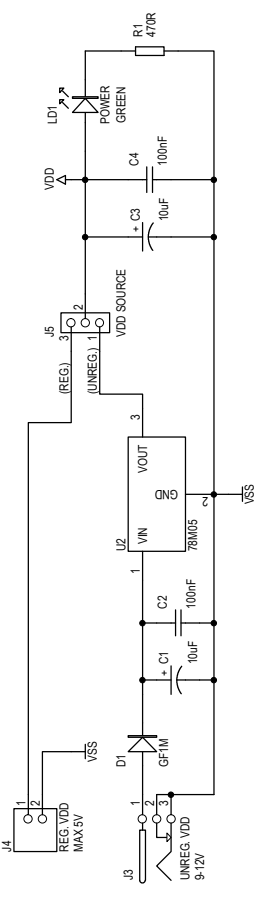 J4
1
2
REG. VDD
MAX 5V
VSS
J3
1
2
3
UNREG. VDD
9-12V
D1
GF1M
+ C1
10uF
C2
100nF
U2
1
VIN
VOUT
3
GND
2
78M05
VSS
J5
(REG.)
3
2
(UNREG.)
1
VDD SOURCE
VDD
+ C3
10uF
C4
100nF
LD1
POWER
GREEN
R1
470R